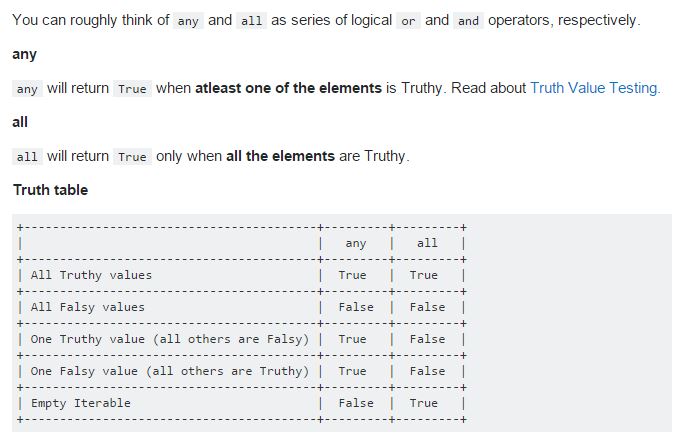 You can roughly think of any and all as series of logical or and and operators, respectively.
any
any will return True when atleast one of the elements is Truthy. Read about Truth Value Testing.
all
all will return True only when all the elements are Truthy.
Truth table
+-----------------------------------------+-------+-------+
|                                         |  any  |  all  |
+-----------------------------------------+-------+-------+
| All Truthy values                       | True  | True  |
+-----------------------------------------+-------+-------+
| All Falsy values                        | False | False |
+-----------------------------------------+-------+-------+
| One Truthy value (all others are Falsy) | True  | False |
+-----------------------------------------+-------+-------+
| One Falsy value (all others are Truthy) | True  | False |
+-----------------------------------------+-------+-------+
| Empty Iterable                          | False | True  |
+-----------------------------------------+-------+-------+